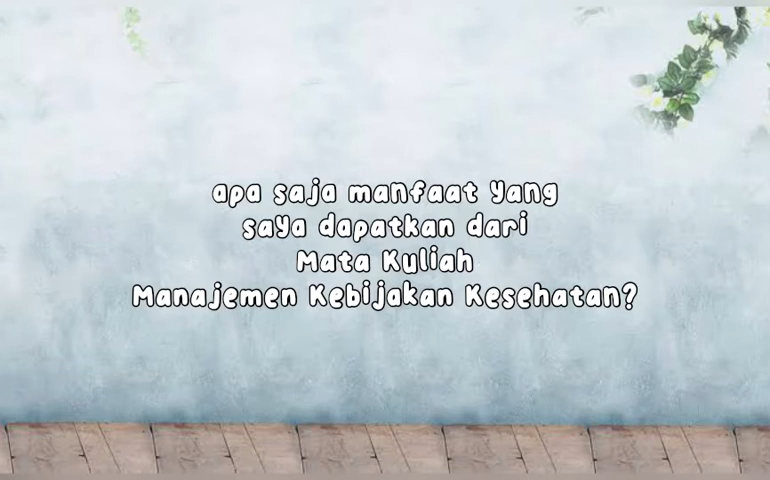 apa saja manfaat yang
saya dapatkan dari
Mata Kuliah
Manajemen Kebijakan Kesehatan?